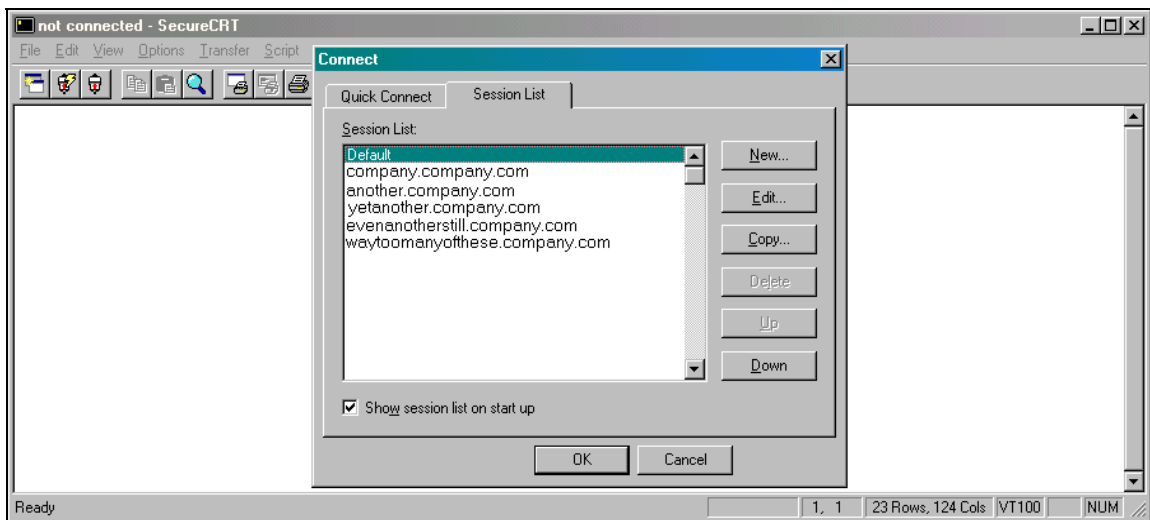 not connected - SecureCRT
File Edit View Options Transfer Script
Connect
Quick Connect Session List
Session List:
Default
company.company.com
another.company.com
yetanother.company.com
evenanotherstill.company.com
waytoomanyofthese.company.com
New...
Edit...
Copy...
Delete
Up
Down
Show session list on start up
OK Cancel
Ready 1, 1 23 Rows, 124 Cols VT100 NUM